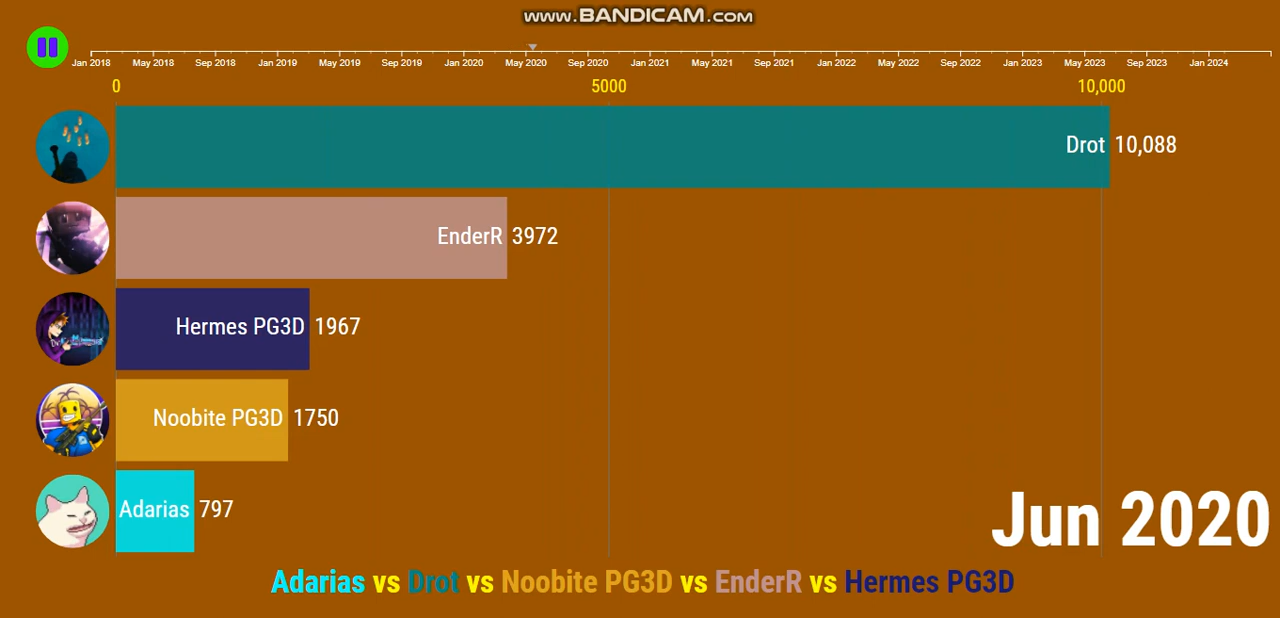 www.BANDICAM.com
Jan 2018 May 2018 Sep 2018 Jan 2019 May 2019 Sep 2019 Jan 2020 May 2020 Sep 2020 Jan 2021 May 2021 Sep 2021 Jan 2022 May 2022 Sep 2022 Jan 2023 May 2023 Sep 2023 Jan 2024
0 5000 10,000
Drot 10,088
EnderR 3972
Hermes PG3D 1967
Noobite PG3D 1750
Adarias 797
Jun 2020
Adarias vs Drot vs Noobite PG3D vs EnderR vs Hermes PG3D